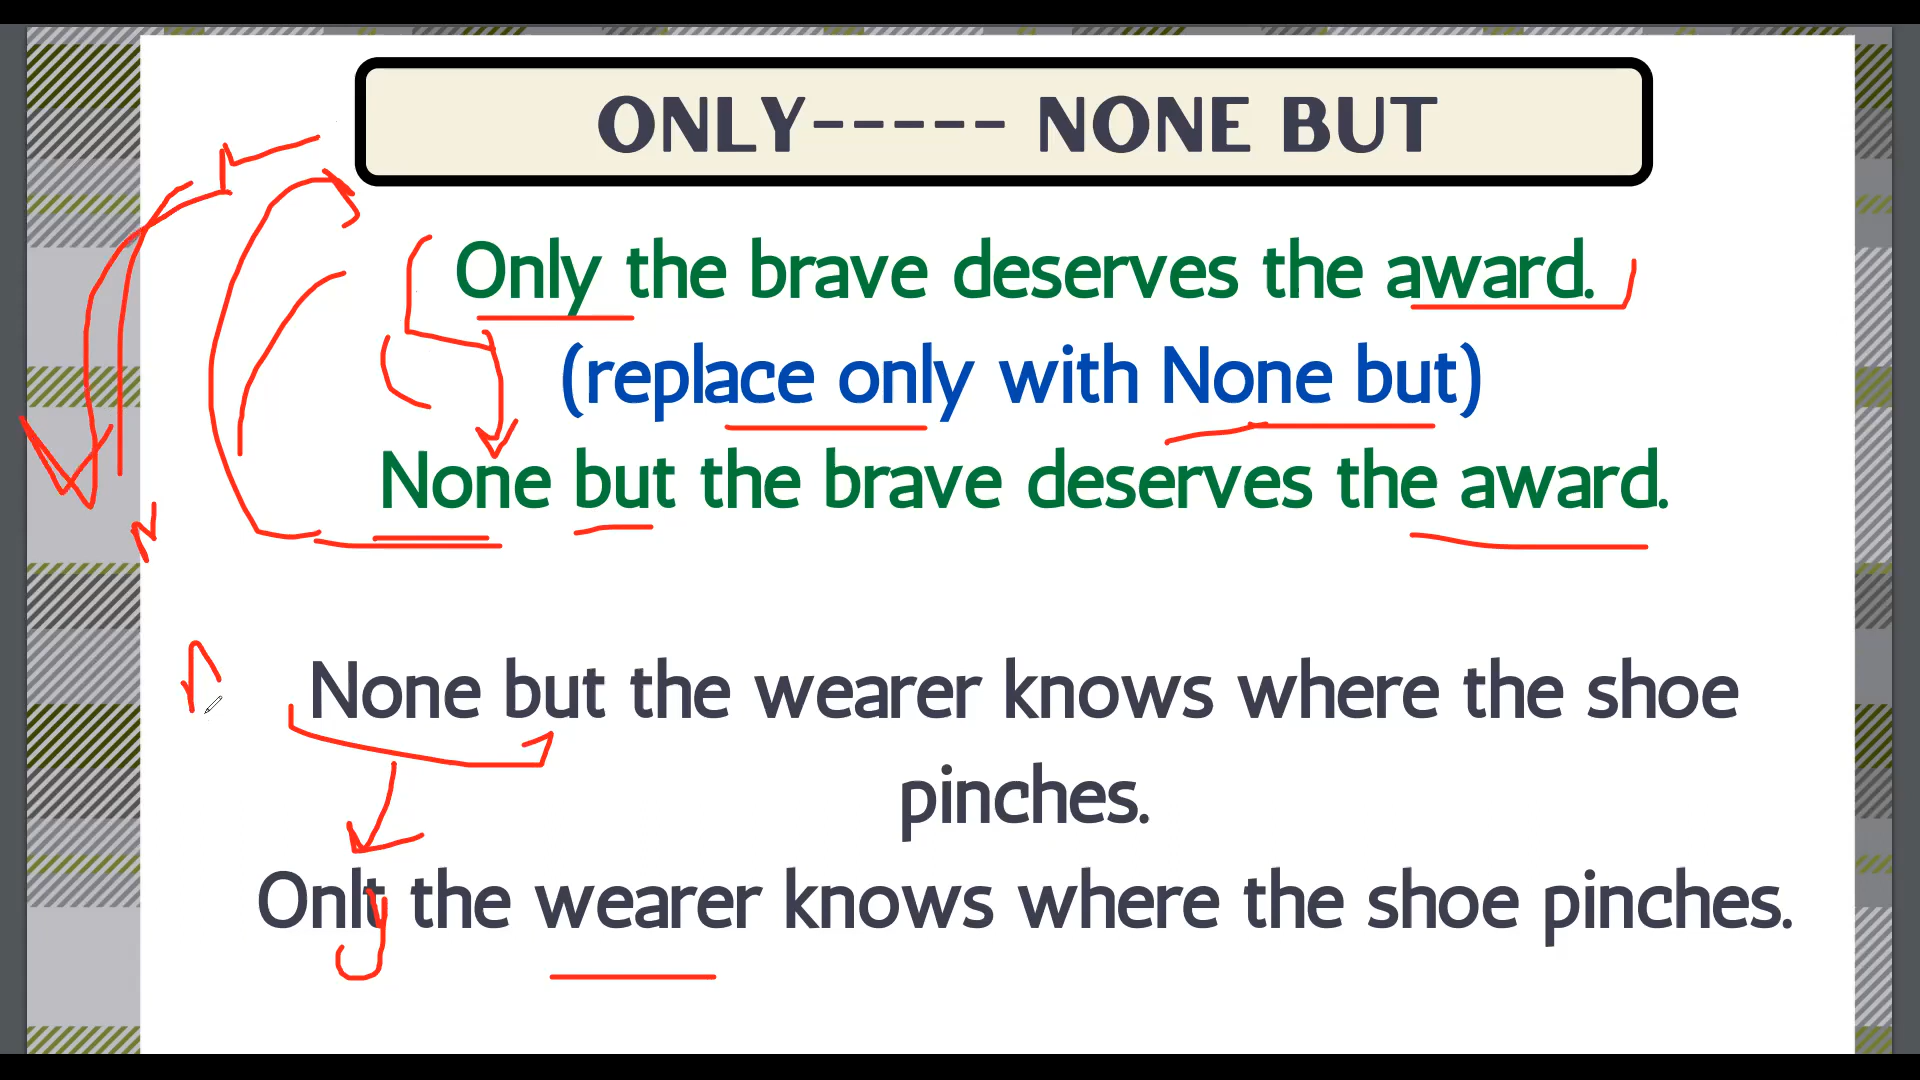 ONLY----- NONE BUT
Only the brave deserves the award.
(replace only with None but)
None but the brave deserves the award.
None but the wearer knows where the shoe
pinches.
Onlt the wearer knows where the shoe pinches.